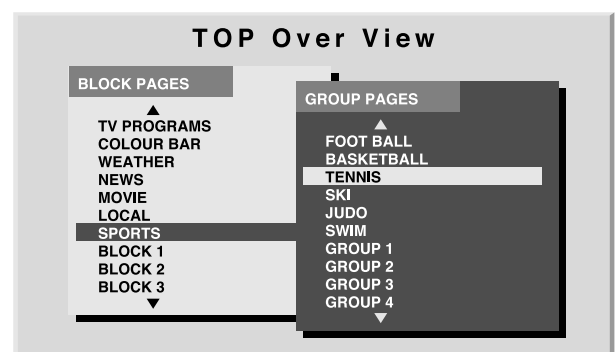 TOP Over View
BLOCK PAGES
TV PROGRAMS
COLOUR BAR
WEATHER
NEWS
MOVIE
LOCAL
SPORTS
BLOCK 1
BLOCK 2
BLOCK 3
GROUP PAGES
FOOT BALL
BASKETBALL
TENNIS
SKI
JUDO
SWIM
GROUP 1
GROUP 2
GROUP 3
GROUP 4